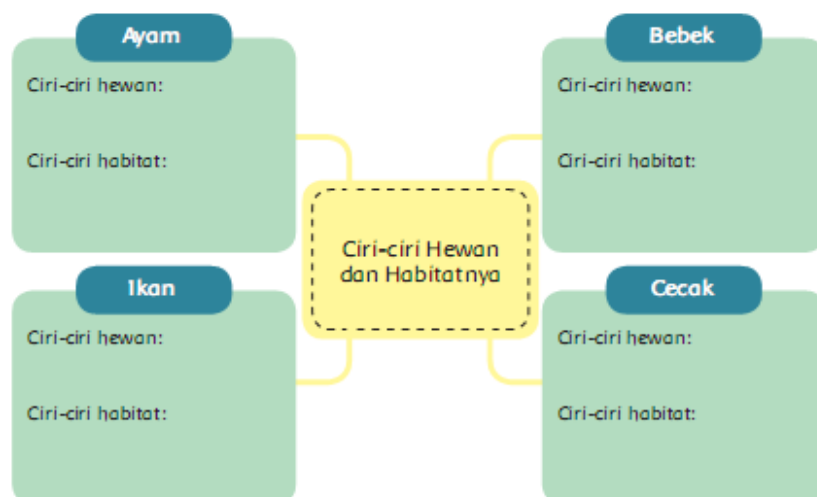 Ayam
Ciri-ciri hewan:
Ciri-ciri habitat:
Bebek
Ciri-ciri hewan:
Ciri-ciri habitat:
Ciri-ciri Hewan
dan Habitatnya
Ikan
Ciri-ciri hewan:
Ciri-ciri habitat:
Cecak
Ciri-ciri hewan:
Ciri-ciri habitat: